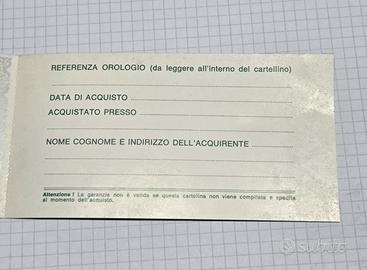 REFERENZA OROLOGIO (da leggere all'interno del cartellino)
DATA DI ACQUISTO
ACQUISTATO PRESSO
NOME COGNOME E INDIRIZZO DELL'ACQUIRENTE
Attenzione! La garanzia non è valida se questa cartolina non viene compilata e spedita
al momento dell'acquisto.
subito